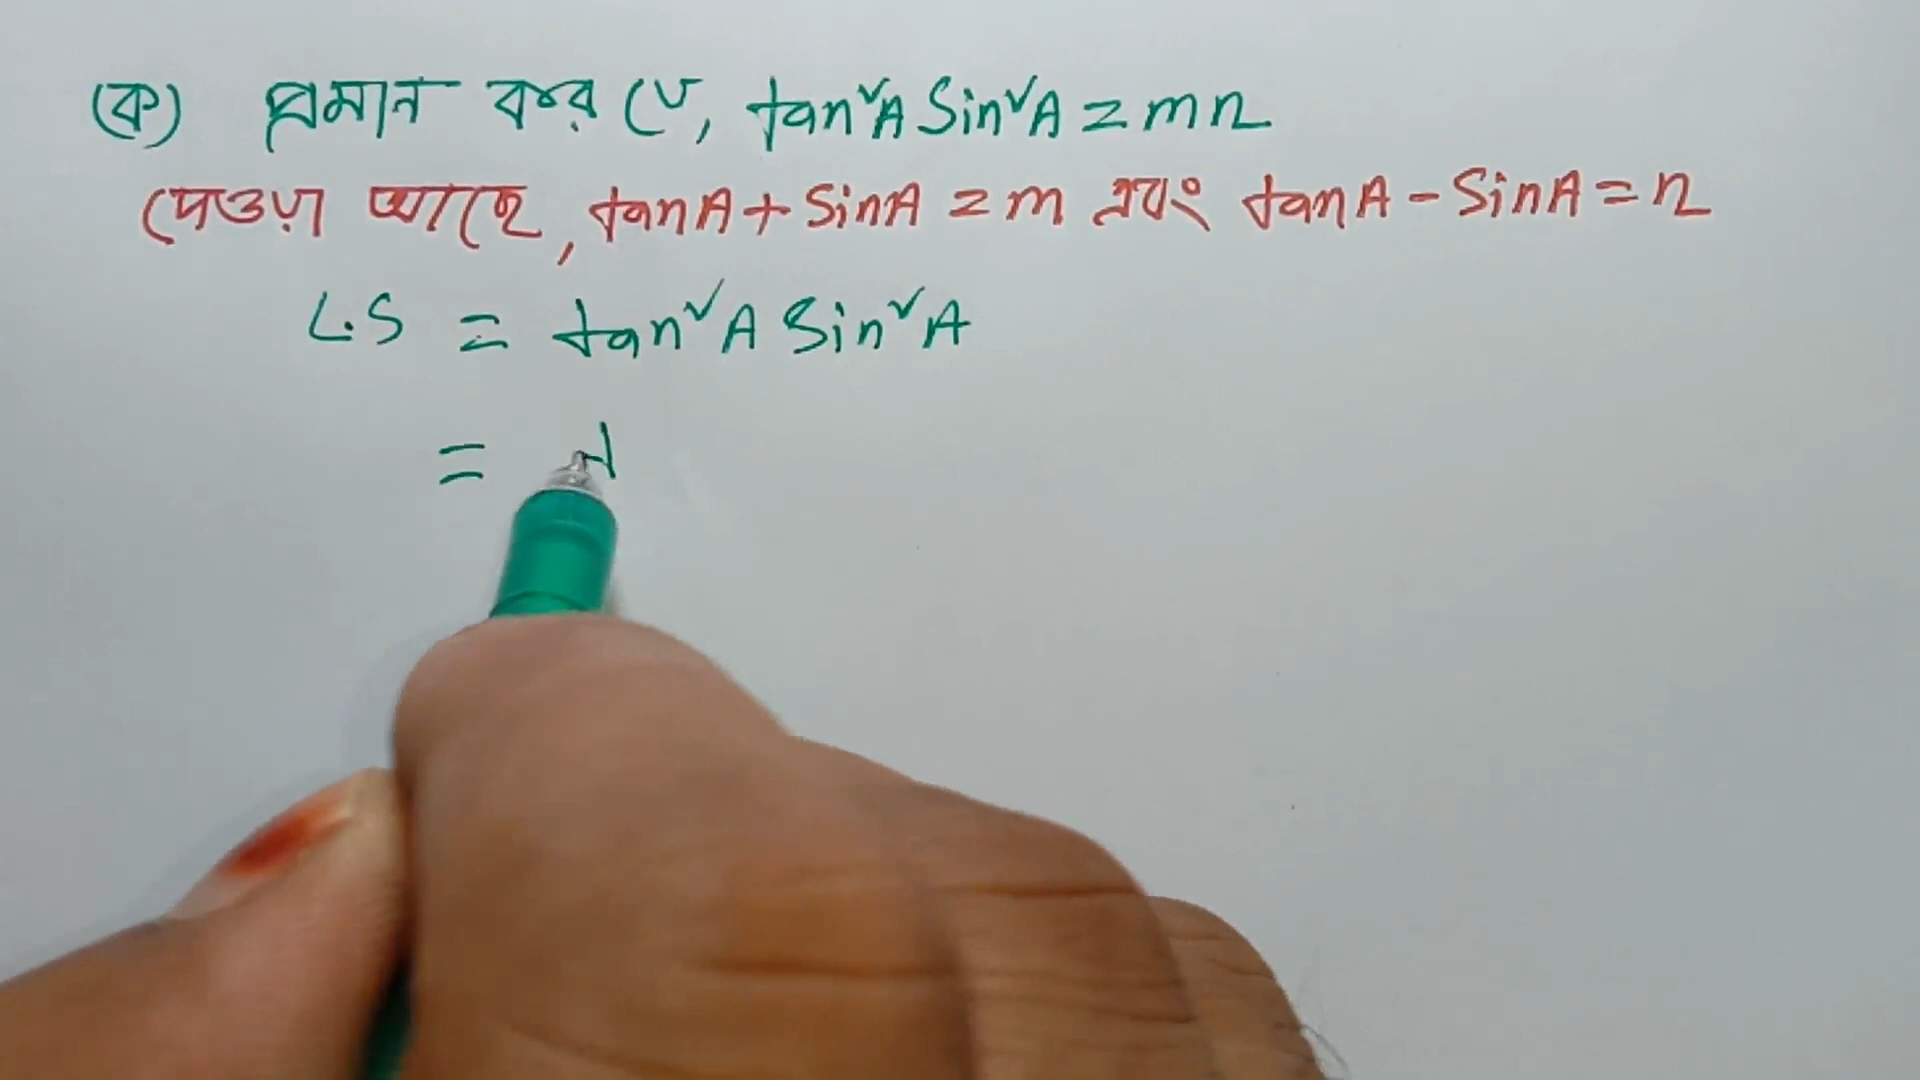 (ক) প্রমান কর যে, tan²A Sin²A = mn
দেওয়া আছে, tanA + SinA = m এবং tanA - SinA = n
L.S = tan²A Sin²A
=